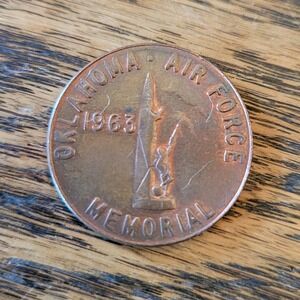 OKLAHOMA · AIR FORCE
1963
MEMORIAL